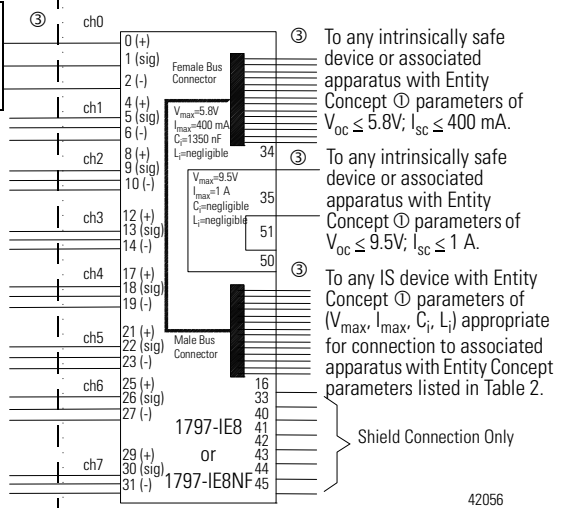 ③
ch0
0 (+)
1 (sig)
2 (-)
ch1
4 (+)
5 (sig)
6 (-)
ch2
8 (+)
9 (sig)
10 (-)
ch3
12 (+)
13 (sig)
14 (-)
ch4
17 (+)
18 (sig)
19 (-)
ch5
21 (+)
22 (sig)
23 (-)
ch6
25 (+)
26 (sig)
27 (-)
ch7
29 (+)
30 (sig)
31 (-)
Female Bus
Connector
Vmax=5.8V
Imax=400 mA
Ci=1350 nF
Li=negligible
34
Vmax=9.5V
Imax=1 A
Ci=negligible
Li=negligible
35
51
50
Male Bus
Connector
16
33
40
41
42
43
44
45
1797-IE8
or
1797-IE8NF
③ To any intrinsically safe
device or associated
apparatus with Entity
Concept ① parameters of
Voc ≤ 5.8V; Isc ≤ 400 mA.
③ To any intrinsically safe
device or associated
apparatus with Entity
Concept ① parameters of
Voc ≤ 9.5V; Isc ≤ 1 A.
③ To any IS device with Entity
Concept ① parameters of
(Vmax, Imax, Ci, Li) appropriate
for connection to associated
apparatus with Entity Concept
parameters listed in Table 2.
Shield Connection Only
42056